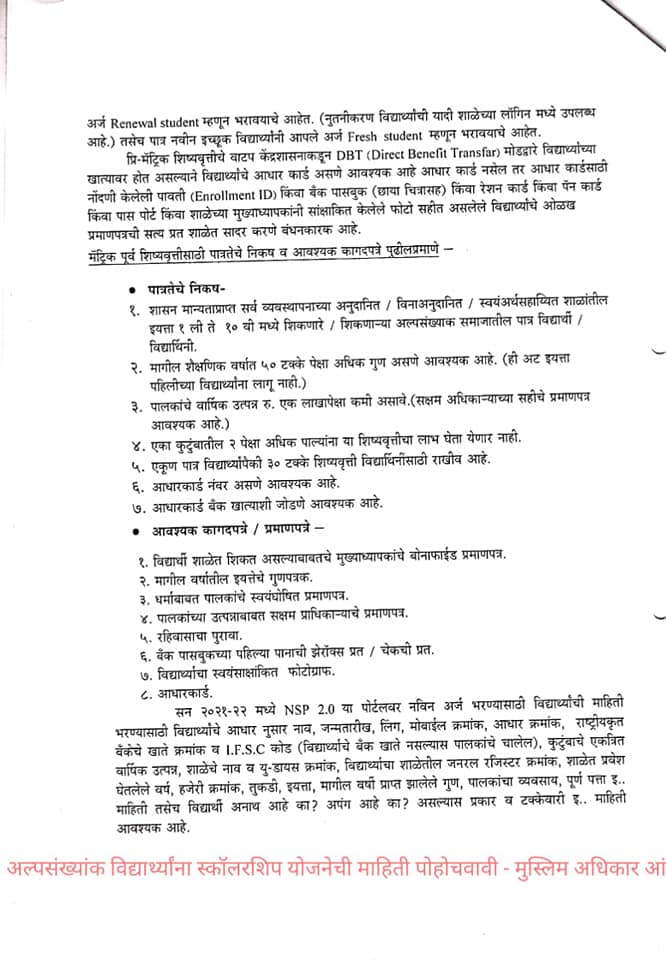 अर्ज Renewal student म्हणून भरावयाचे आहेत. (नुतनीकरण विद्यार्थ्यांची यादी शाळेच्या लॉगिन मध्ये उपलब्ध
आहे.) तसेच पात्र नवीन इच्छूक विद्यार्थ्यांनी आपले अर्ज Fresh student म्हणून भरावयाचे आहेत.
प्रि-मॅट्रिक शिष्यवृत्तीचे वाटप केंद्रशासनाकडून DBT (Direct Benefit Transfar) मोडद्वारे विद्यार्थ्याच्या
खात्यावर होत असल्याने विद्यार्थ्यांचे आधार कार्ड असणे आवश्यक आहे आधार कार्ड नसेल तर आधार कार्डसाठी
नोंदणी केलेली पावती (Enrollment ID) किंवा बँक पासबुक (छाया चित्रासह) किंवा रेशन कार्ड किंवा पॅन कार्ड
किंवा पास पोर्ट किंवा शाळेच्या मुख्याध्यापकांनी सांक्षाकित केलेले फोटो सहीत असलेले विद्यार्थ्याचे ओळख
प्रमाणपत्रची सत्य प्रत शाळेत सादर करणे बंधनकारक आहे.
मॅट्रिक पूर्व शिष्यवृत्तीसाठी पात्रतेचे निकष व आवश्यक कागदपत्रे पुढीलप्रमाणे –
• पात्रतेचे निकष-
१. शासन मान्यताप्राप्त सर्व व्यवस्थापनाच्या अनुदानित / विनाअनुदानित / स्वयंअर्थसहाय्यित शाळांतील
इयत्ता १ ली ते १० वी मध्ये शिकणारे / शिकणाऱ्या अल्पसंख्याक समाजातील पात्र विद्यार्थी /
विद्यार्थिनी.
२. मागील शैक्षणिक वर्षात ५० टक्के पेक्षा अधिक गुण असणे आवश्यक आहे. (ही अट इयत्ता
पहिलीच्या विद्यार्थ्यांना लागू नाही.)
३. पालकांचे वार्षिक उत्पन्न रु. एक लाखापेक्षा कमी असावे.(सक्षम अधिकाऱ्याच्या सहीचे प्रमाणपत्र
आवश्यक आहे.)
४. एका कुटुंबातील २ पेक्षा अधिक पाल्यांना या शिष्यवृत्तीचा लाभ घेता येणार नाही.
५. एकूण पात्र विद्यार्थ्यांपैकी ३० टक्के शिष्यवृत्ती विद्यार्थिनींसाठी राखीव आहे.
६. आधारकार्ड नंबर असणे आवश्यक आहे.
७. आधारकार्ड बँक खात्याशी जोडणे आवश्यक आहे.
• आवश्यक कागदपत्रे / प्रमाणपत्रे –
१. विद्यार्थी शाळेत शिकत असल्याबाबतचे मुख्याध्यापकांचे बोनाफाईड प्रमाणपत्र.
२. मागील वर्षातील इयत्तेचे गुणपत्रक.
३. धर्माबाबत पालकांचे स्वयंघोषित प्रमाणपत्र.
४. पालकांच्या उत्पन्नाबाबत सक्षम प्राधिकाऱ्याचे प्रमाणपत्र.
५. रहिवासाचा पुरावा.
६. बँक पासबुकच्या पहिल्या पानाची झेरॉक्स प्रत / चेकची प्रत.
७. विद्यार्थ्याचा स्वयंसाक्षांकित फोटोग्राफ.
८. आधारकार्ड.
सन २०२१-२२ मध्ये NSP 2.0 या पोर्टलवर नविन अर्ज भरण्यासाठी विद्यार्थ्यांची माहिती
भरण्यासाठी विद्यार्थ्यांचे आधार नुसार नाव, जन्मतारीख, लिंग, मोबाईल क्रमांक, आधार क्रमांक, राष्ट्रीयकृत
बँकेचे खाते क्रमांक व I.F.S.C कोड (विद्यार्थ्याचे बँक खाते नसल्यास पालकांचे चालेल), कुटुंबाचे एकत्रित
वार्षिक उत्पन्न, शाळेचे नाव व यु-डायस क्रमांक, विद्यार्थ्याचा शाळेतील जनरल रजिस्टर क्रमांक, शाळेत प्रवेश
घेतलेले वर्ष, हजेरी क्रमांक, तुकडी, इयत्ता, मागील वर्षी प्राप्त झालेले गुण, पालकांचा व्यवसाय, पूर्ण पत्ता इ..
माहिती तसेच विद्यार्थी अनाथ आहे का? अपंग आहे का? असल्यास प्रकार व टक्केवारी इ.. माहिती
आवश्यक आहे.
अल्पसंख्यांक विद्यार्थ्यांना स्कॉलरशिप योजनेची माहिती पोहोचवावी - मुस्लिम अधिकार आं